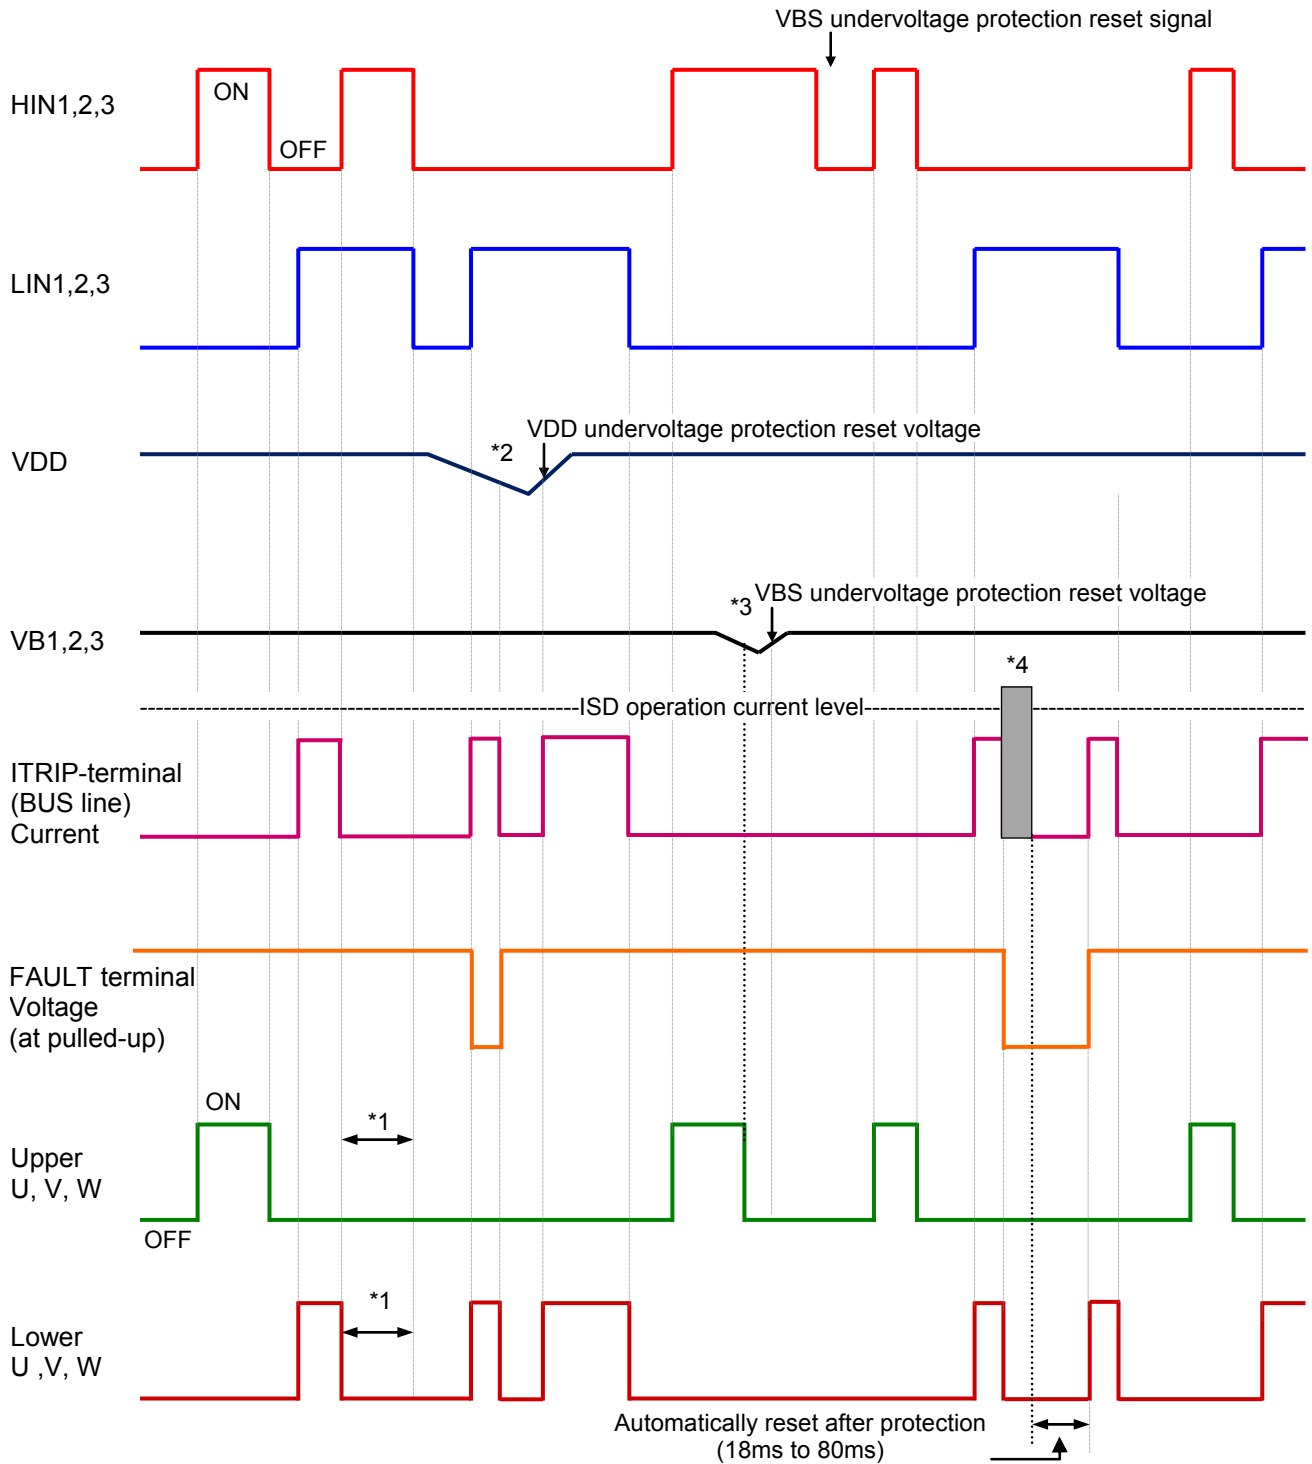 VBS undervoltage protection reset signal
HIN1,2,3
ON
OFF
LIN1,2,3
VDD undervoltage protection reset voltage
*2
VDD
*3
VBS undervoltage protection reset voltage
VB1,2,3
*4
ISD operation current level
ITRIP-terminal
(BUS line)
Current
FAULT terminal
Voltage
(at pulled-up)
ON
*1
Upper
U, V, W
OFF
*1
Lower
U ,V, W
Automatically reset after protection
(18ms to 80ms)